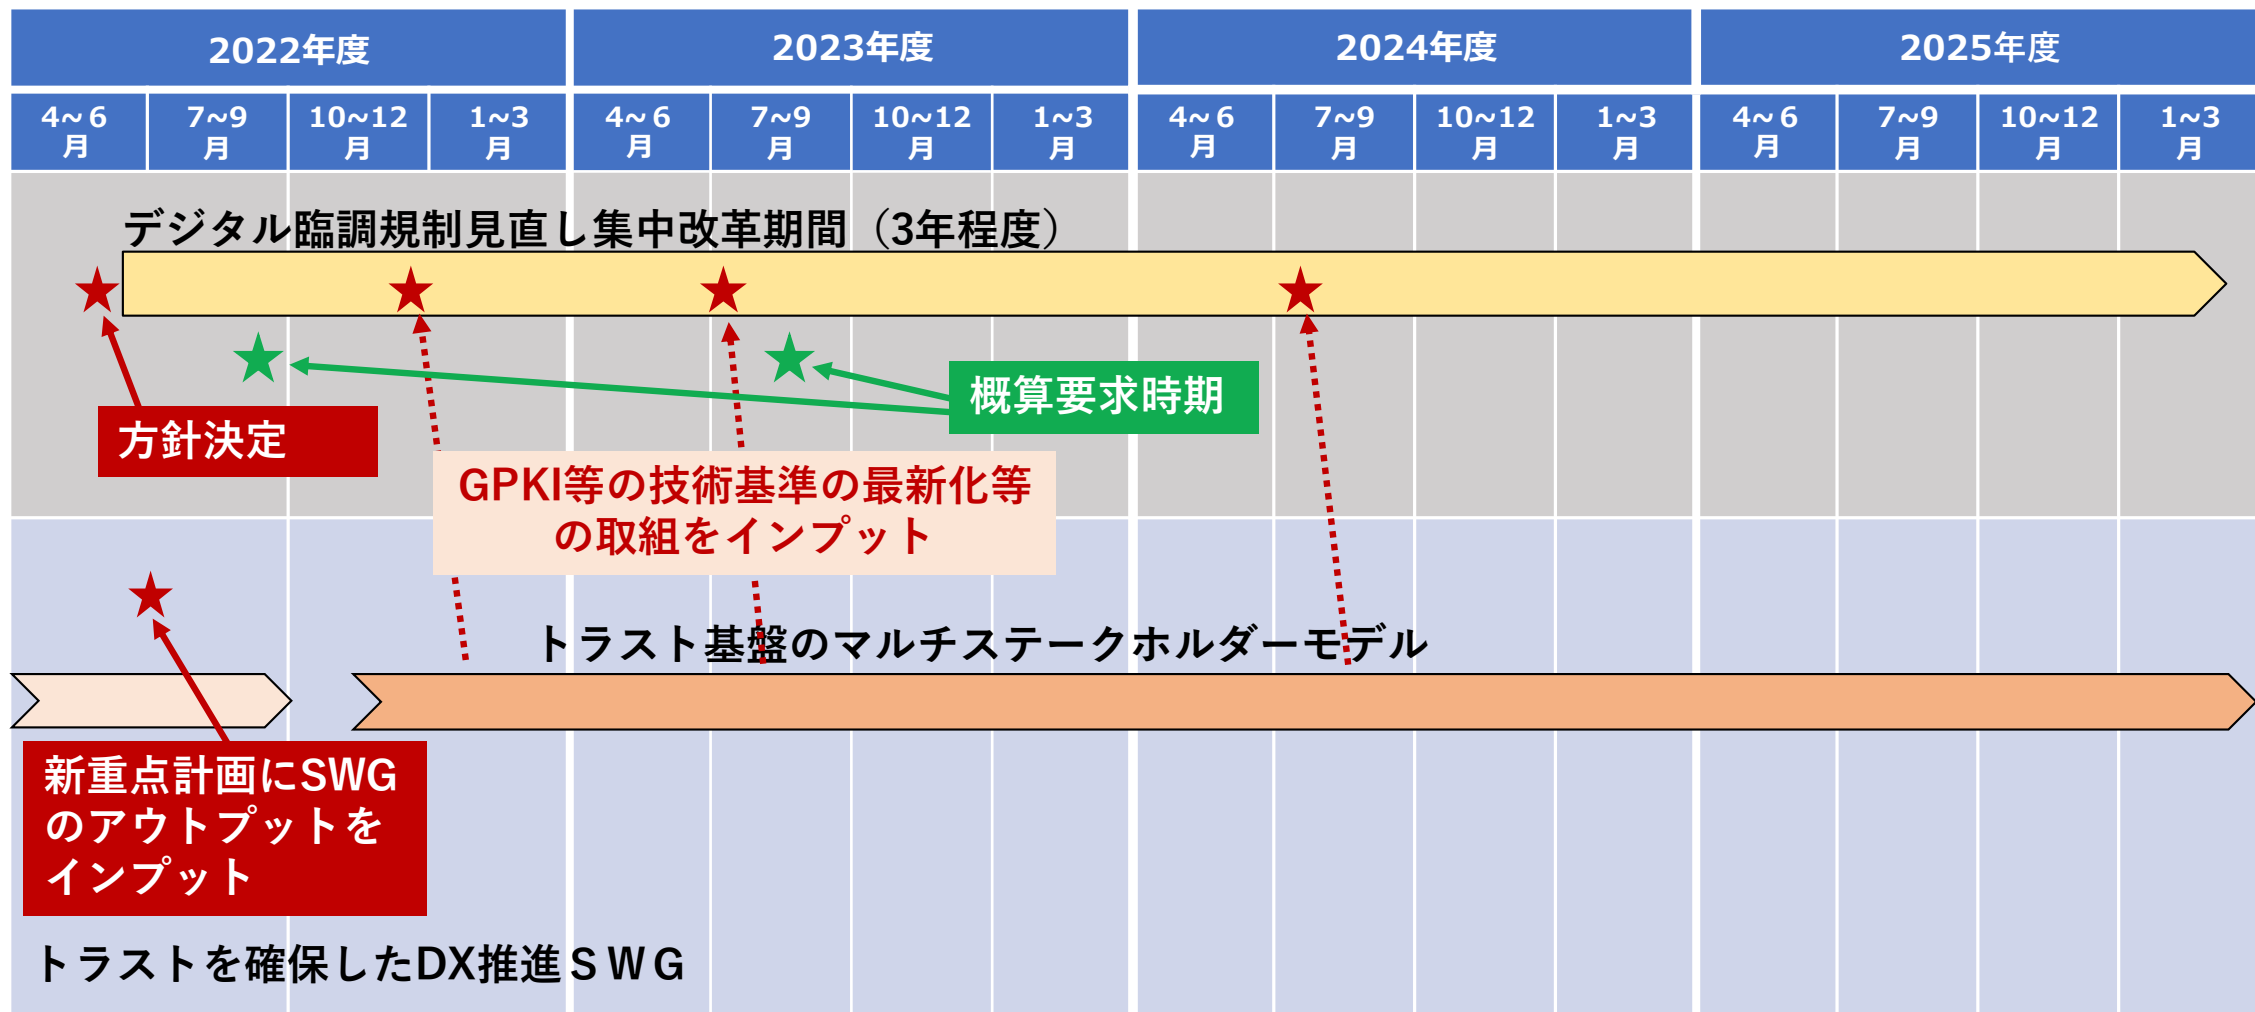 2022年度
2023年度
2024年度
2025年度
4~６
月
7~9
月
10~12
月
1~3
月
4~６
月
7~9
月
10~12
月
1~3
月
4~６
月
7~9
月
10~12
月
1~3
月
4~６
月
7~9
月
10~12
月
1~3
月
デジタル臨調規制見直し集中改革期間（3年程度）
概算要求時期
方針決定
GPKI等の技術基準の最新化等
の取組をインプット
トラスト基盤のマルチステークホルダーモデル
新重点計画にSWG
のアウトプットを
インプット
トラストを確保したDX推進ＳＷＧ